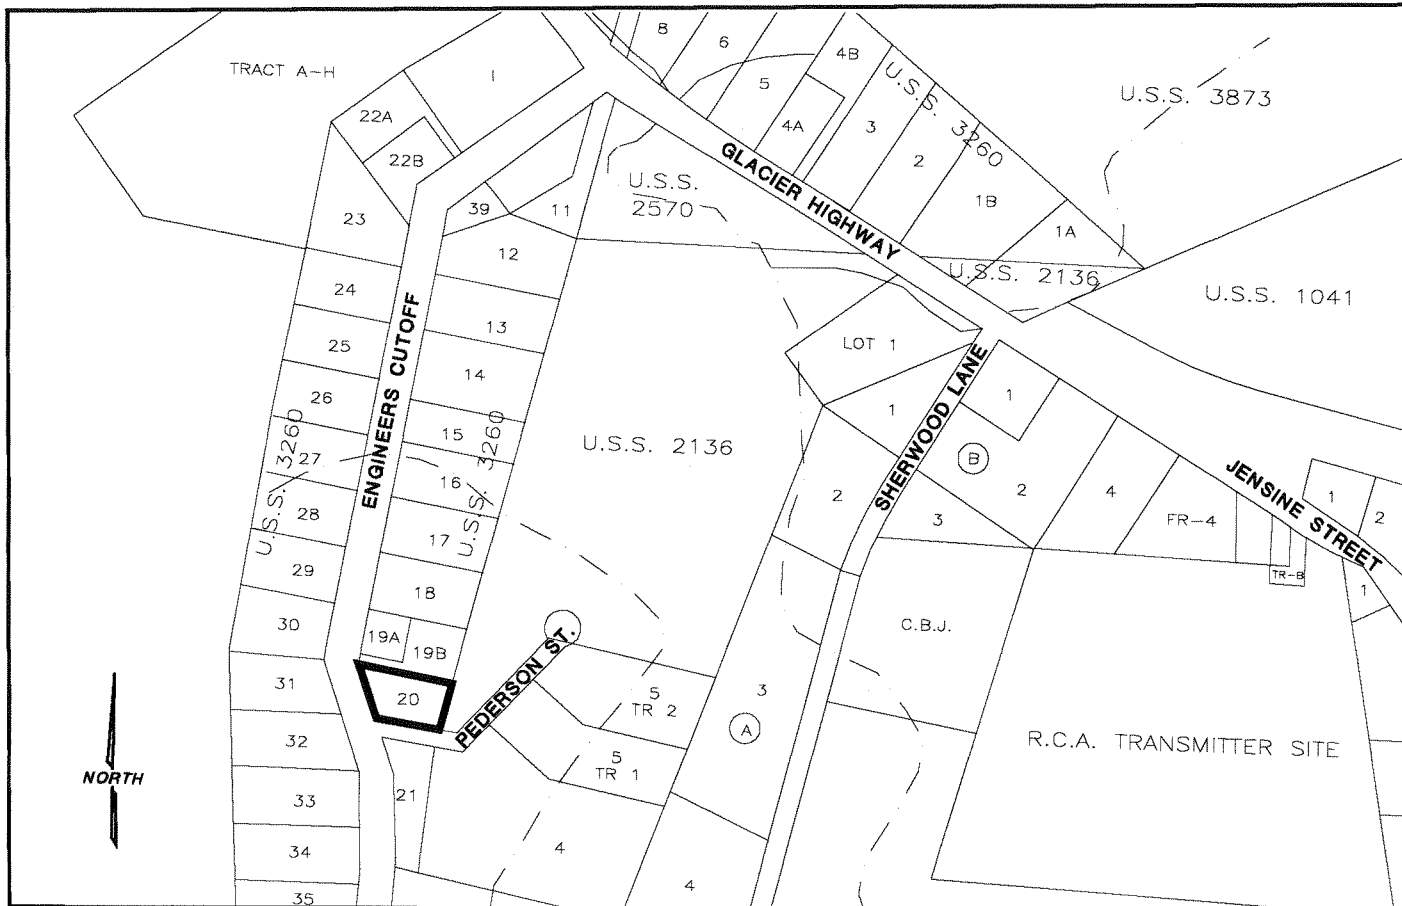 TRACT A-H
1
22A
22B
23
24
25
26
27
28
29
30
31
32
33
34
35
U.S.S. 3260
ENGINEERS CUTOFF
39
11
12
13
14
15
16
17
18
19A
19B
20
21
U.S.S. 3260
U.S.S.
2570
8
6
5
4B
4A
3
2
1B
1A
U.S.S. 3260
U.S.S. 3873
GLACIER HIGHWAY
U.S.S. 2136
U.S.S. 1041
U.S.S. 2136
LOT 1
1
2
3
A
4
SHERWOOD LANE
1
B
2
3
4
FR-4
TR-B
JENSINE STREET
1
2
1
C.B.J.
R.C.A. TRANSMITTER SITE
PEDERSON ST.
5
TR 2
5
TR 1
4
NORTH